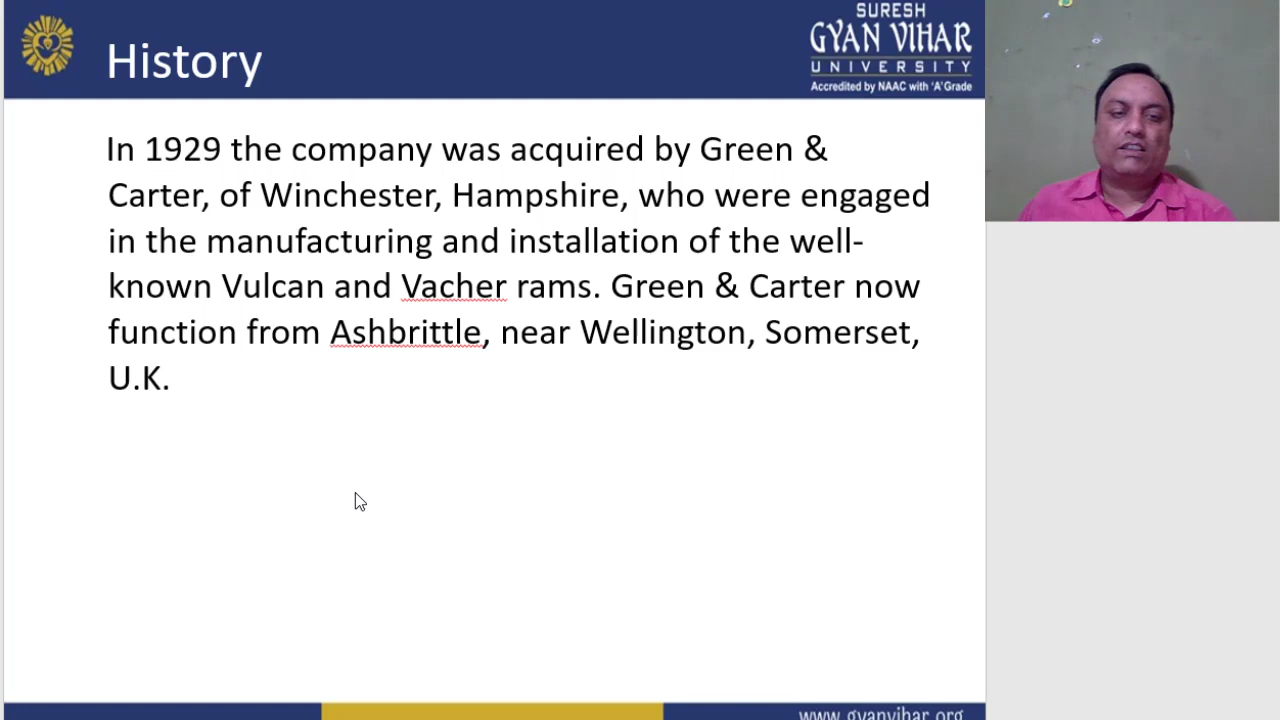 History
SURESH
GYAN VIHAR
UNIVERSITY
Accredited by NAAC with 'A' Grade
In 1929 the company was acquired by Green &
Carter, of Winchester, Hampshire, who were engaged
in the manufacturing and installation of the well-
known Vulcan and Vacher rams. Green & Carter now
function from Ashbrittle, near Wellington, Somerset,
U.K.
www.gyanvihar.org